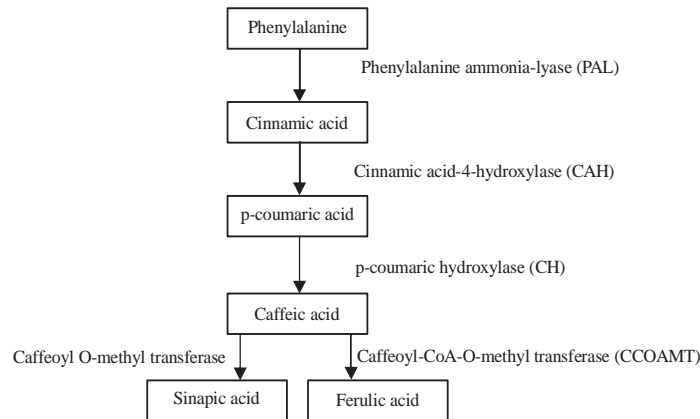 Phenylalanine
Phenylalanine ammonia-lyase (PAL)
Cinnamic acid
Cinnamic acid-4-hydroxylase (CAH)
p-coumaric acid
p-coumaric hydroxylase (CH)
Caffeic acid
Caffeoyl O-methyl transferase
Caffeoyl-CoA-O-methyl transferase (CCOAMT)
Sinapic acid
Ferulic acid